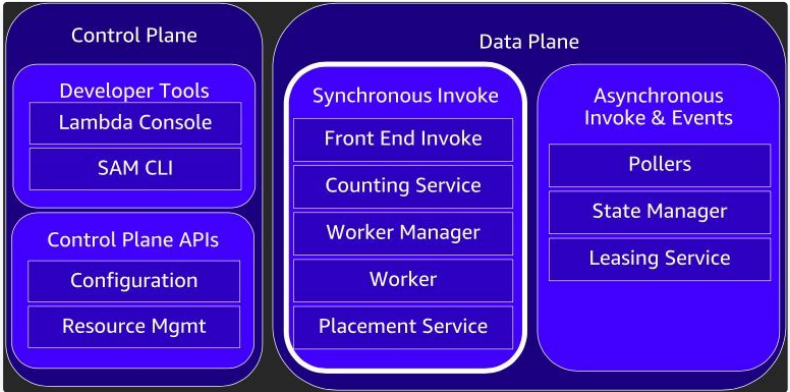 Control Plane
Developer Tools
Lambda Console
SAM CLI
Control Plane APIs
Configuration
Resource Mgmt
Data Plane
Synchronous Invoke
Front End Invoke
Counting Service
Worker Manager
Worker
Placement Service
Asynchronous
Invoke & Events
Pollers
State Manager
Leasing Service